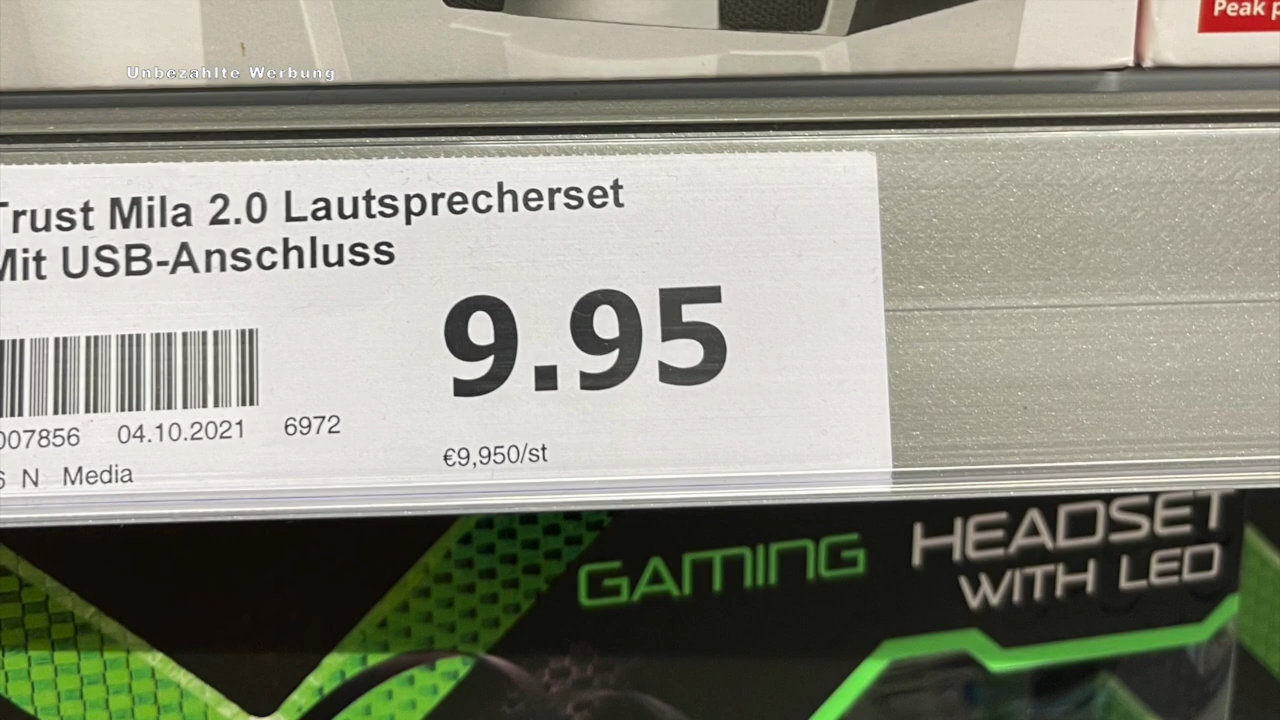 Peak
Unbezahlte Werbung
Trust Mila 2.0 Lautsprecherset
Mit USB-Anschluss
9.95
007856 04.10.2021 6972
€9,950/st
N Media
GAMING HEADSET
WITH LED